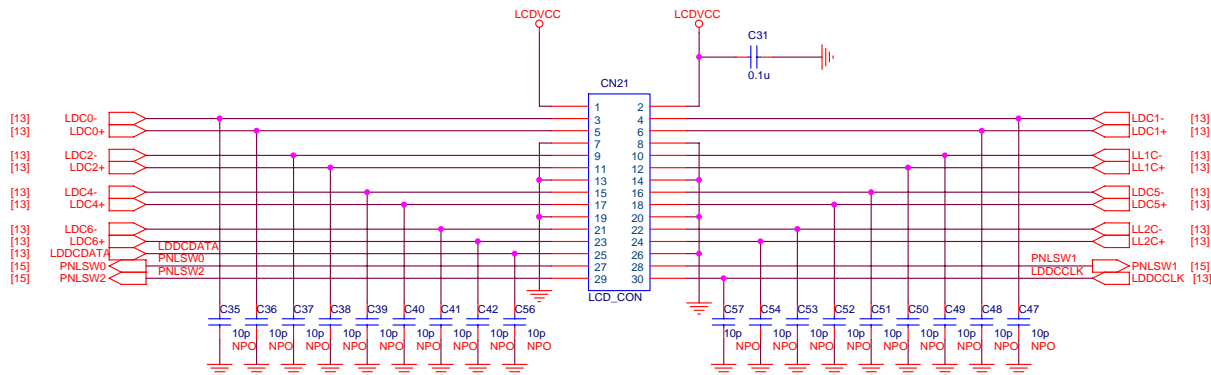 LCDVCC LCDVCC
C31
0.1u
CN21
1 2
[13] LDC0- 3 4 LDC1- [13]
[13] LDC0+ 5 6 LDC1+ [13]
7 8
[13] LDC2- 9 10 LL1C- [13]
[13] LDC2+ 11 12 LL1C+ [13]
13 14
[13] LDC4- 15 16 LDC5- [13]
[13] LDC4+ 17 18 LDC5+ [13]
19 20
[13] LDC6- 21 22 LL2C- [13]
[13] LDC6+ 23 24 LL2C+ [13]
[13] LDDCDATA LDDCDATA 25 26
[15] PNLSW0 PNLSW0 27 28 PNLSW1 PNLSW1 [15]
[15] PNLSW2 PNLSW2 29 30 LDDCCLK LDDCCLK [13]
LCD_CON
C35 C36 C37 C38 C39 C40 C41 C42 C56 C57 C54 C53 C52 C51 C50 C49 C48 C47
10p 10p 10p 10p 10p 10p 10p 10p 10p 10p 10p 10p 10p 10p 10p 10p 10p 10p
NPO NPO NPO NPO NPO NPO NPO NPO NPO NPO NPO NPO NPO NPO NPO NPO NPO